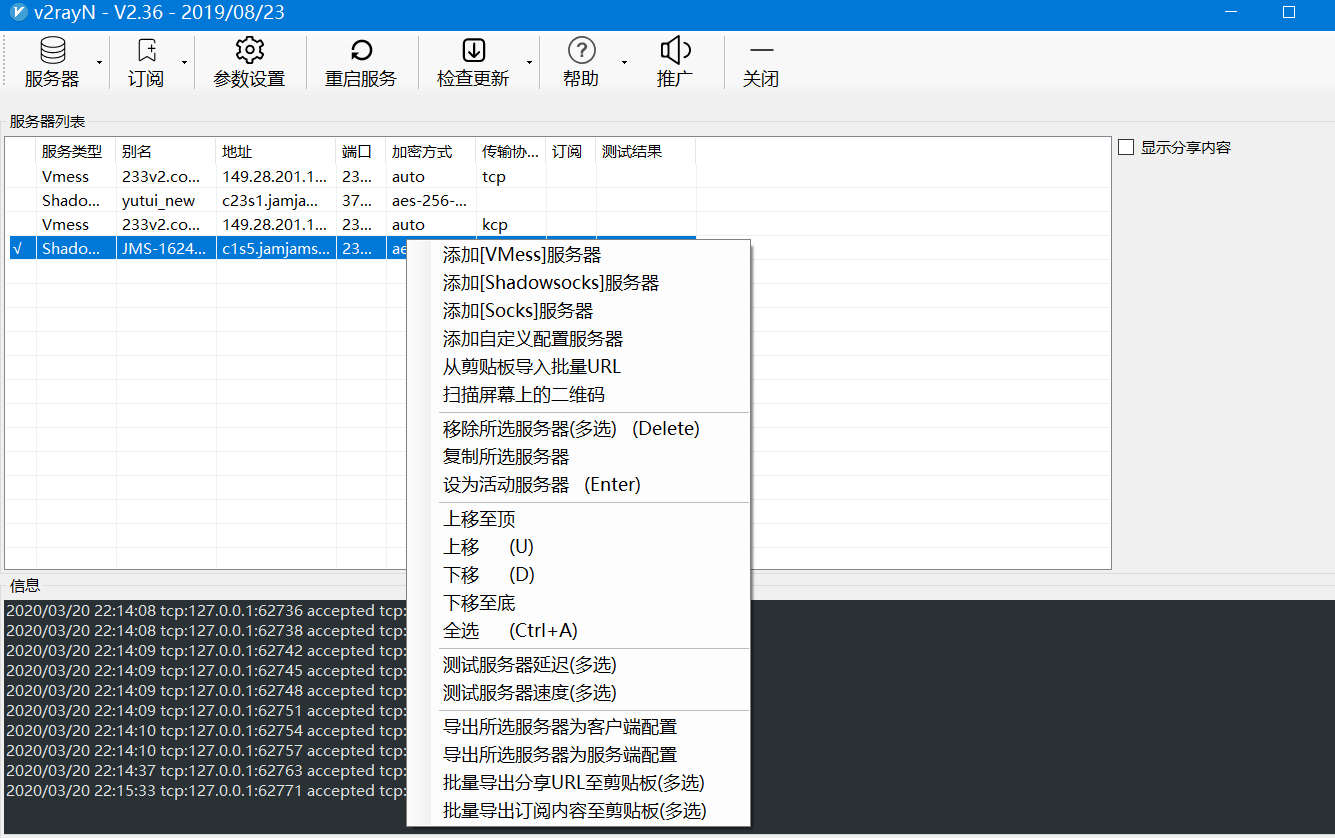 v2rayN - V2.36 - 2019/08/23
服务器 订阅 参数设置 重启服务 检查更新 帮助 推广 关闭
服务器列表
服务类型 别名 地址 端口 加密方式 传输协... 订阅 测试结果
显示分享内容
Vmess 233v2.co... 149.28.201.1... 23... auto tcp
Shado... yutui_new c23s1.jamja... 37... aes-256-...
Vmess 233v2.co... 149.28.201.1... 23... auto kcp
√ Shado... JMS-1624... c1s5.jamjams... 23... ae
添加[VMess]服务器
添加[Shadowsocks]服务器
添加[Socks]服务器
添加自定义配置服务器
从剪贴板导入批量URL
扫描屏幕上的二维码
移除所选服务器(多选) (Delete)
复制所选服务器
设为活动服务器 (Enter)
上移至顶
上移 (U)
下移 (D)
下移至底
全选 (Ctrl+A)
测试服务器延迟(多选)
测试服务器速度(多选)
导出所选服务器为客户端配置
导出所选服务器为服务端配置
批量导出分享URL至剪贴板(多选)
批量导出订阅内容至剪贴板(多选)
信息
2020/03/20 22:14:08 tcp:127.0.0.1:62736 accepted tcp:
2020/03/20 22:14:08 tcp:127.0.0.1:62738 accepted tcp:
2020/03/20 22:14:09 tcp:127.0.0.1:62742 accepted tcp:
2020/03/20 22:14:09 tcp:127.0.0.1:62745 accepted tcp:
2020/03/20 22:14:09 tcp:127.0.0.1:62748 accepted tcp:
2020/03/20 22:14:09 tcp:127.0.0.1:62751 accepted tcp:
2020/03/20 22:14:10 tcp:127.0.0.1:62754 accepted tcp:
2020/03/20 22:14:10 tcp:127.0.0.1:62757 accepted tcp:
2020/03/20 22:14:37 tcp:127.0.0.1:62763 accepted tcp:
2020/03/20 22:15:33 tcp:127.0.0.1:62771 accepted tcp: